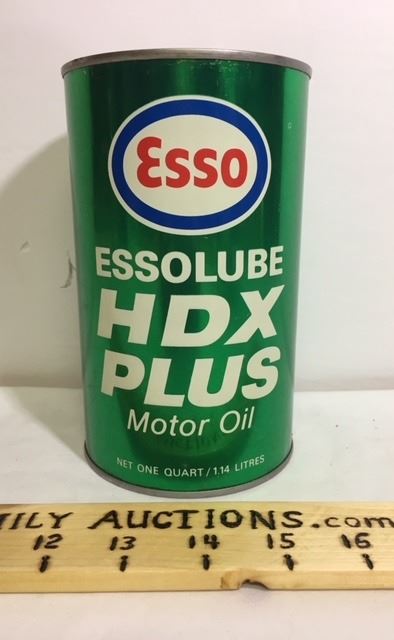 Esso
ESSOLUBE
HDX
PLUS
Motor Oil
NET ONE QUART/1.14 LITRES
ILY AUCTIONS.com
12 13 14 15 16